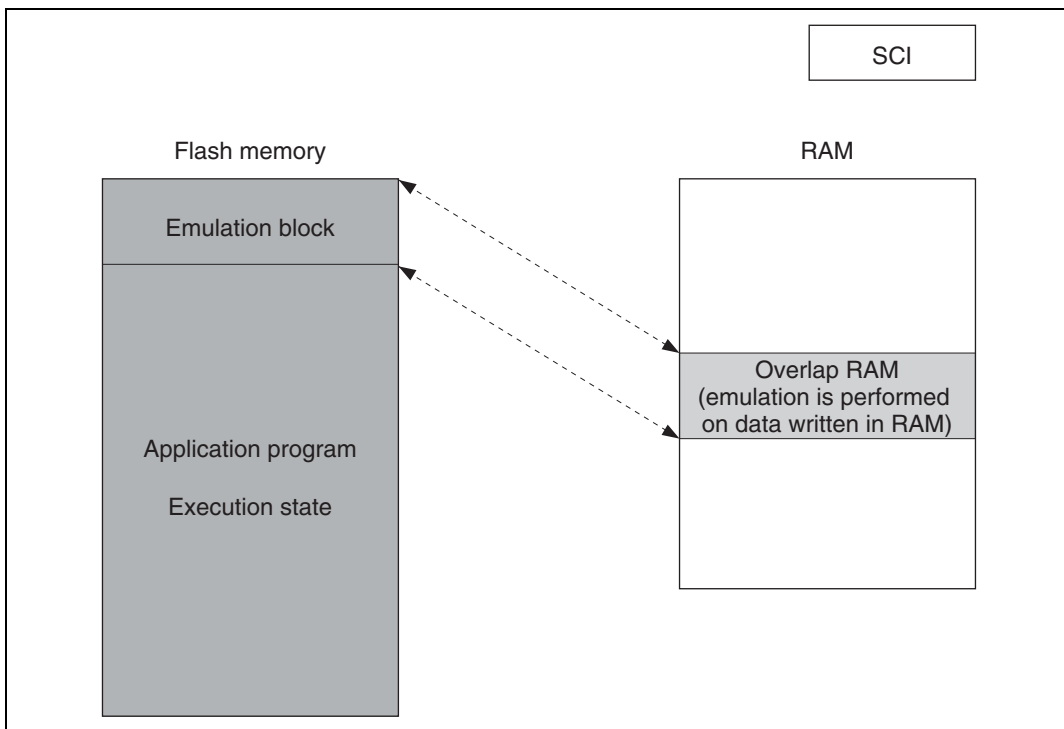 SCI
Flash memory
RAM
Emulation block
Overlap RAM
(emulation is performed
on data written in RAM)
Application program
Execution state